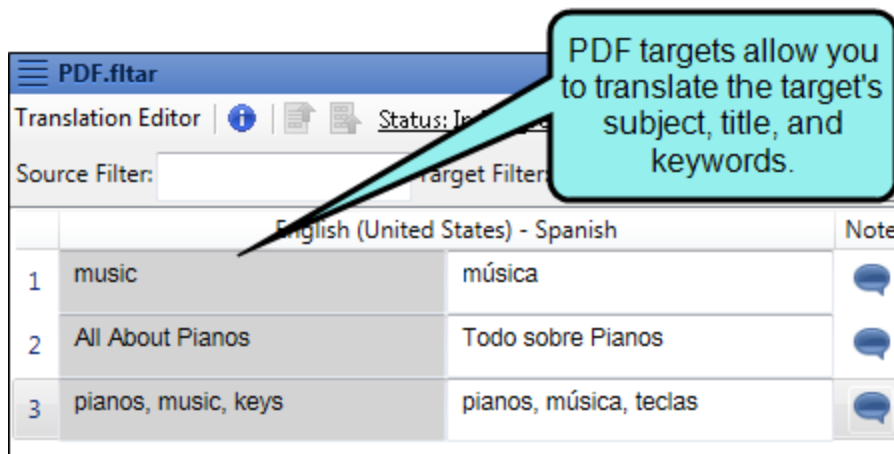 PDF targets allow you
to translate the target's
subject, title, and
keywords.
PDF.fltar
Translation Editor
Status:
Source Filter:
Filter:
English (United States) - Spanish
1 music música
2 All About Pianos Todo sobre Pianos
3 pianos, music, keys pianos, música, teclas